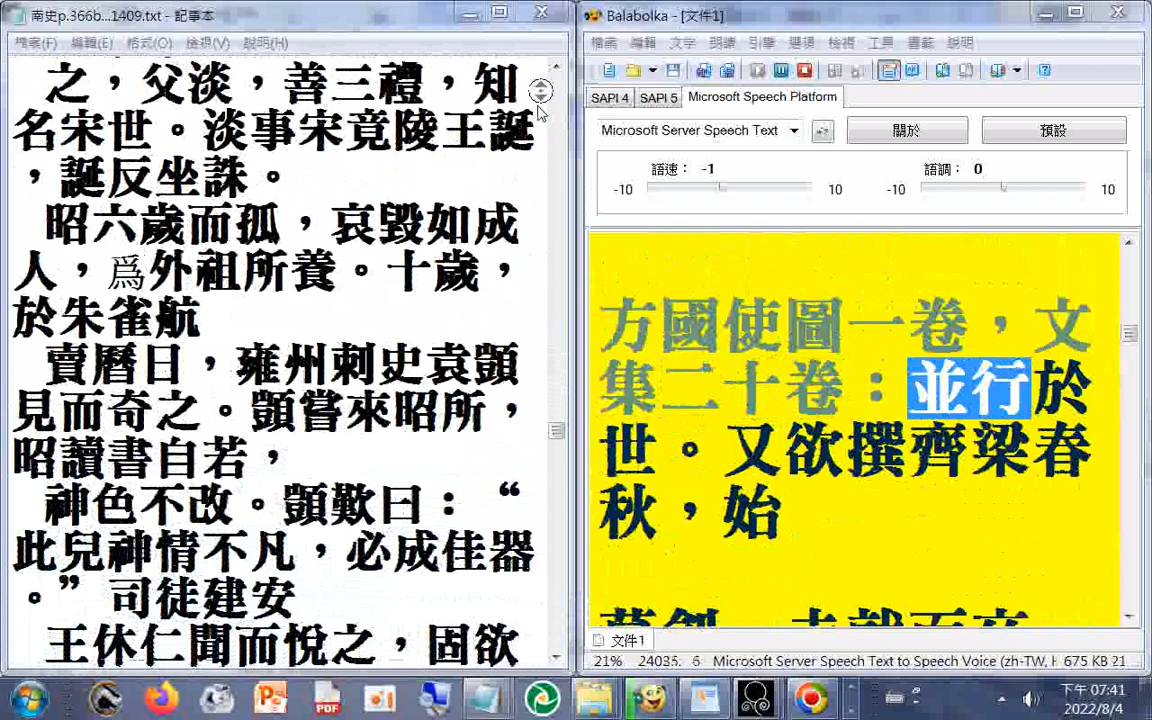 南史p.366b...1409.txt - 記事本
檔案(F) 編輯(E) 格式(O) 檢視(V) 說明(H)
之，父淡，善三禮，知
名宋世。淡事宋竟陵王誕
，誕反坐誅。
昭六歲而孤，哀毀如成
人，爲外祖所養。十歲，
於朱雀航
賣曆日，雍州刺史袁顗
見而奇之。顗嘗來昭所，
昭讀書自若，
神色不改。顗歎曰：“
此兒神情不凡，必成佳器
。”司徒建安
王休仁聞而悅之，固欲
Balabolka - [文件1]
檔案 編輯 文字 朗讀 引擎 選項 檢視 工具 書籤 說明
SAPI 4 SAPI 5 Microsoft Speech Platform
Microsoft Server Speech Text 關於 預設
語速： -1 語調： 0
-10 10 -10 10
方國使圖一卷，文
集二十卷：並行於
世。又欲撰齊梁春
秋，始
草創，未就而卒
文件1
21% 24035. 6 Microsoft Server Speech Text to Speech Voice (zh-TW, H 675 KB 21
PDF
下午 07:41
2022/8/4